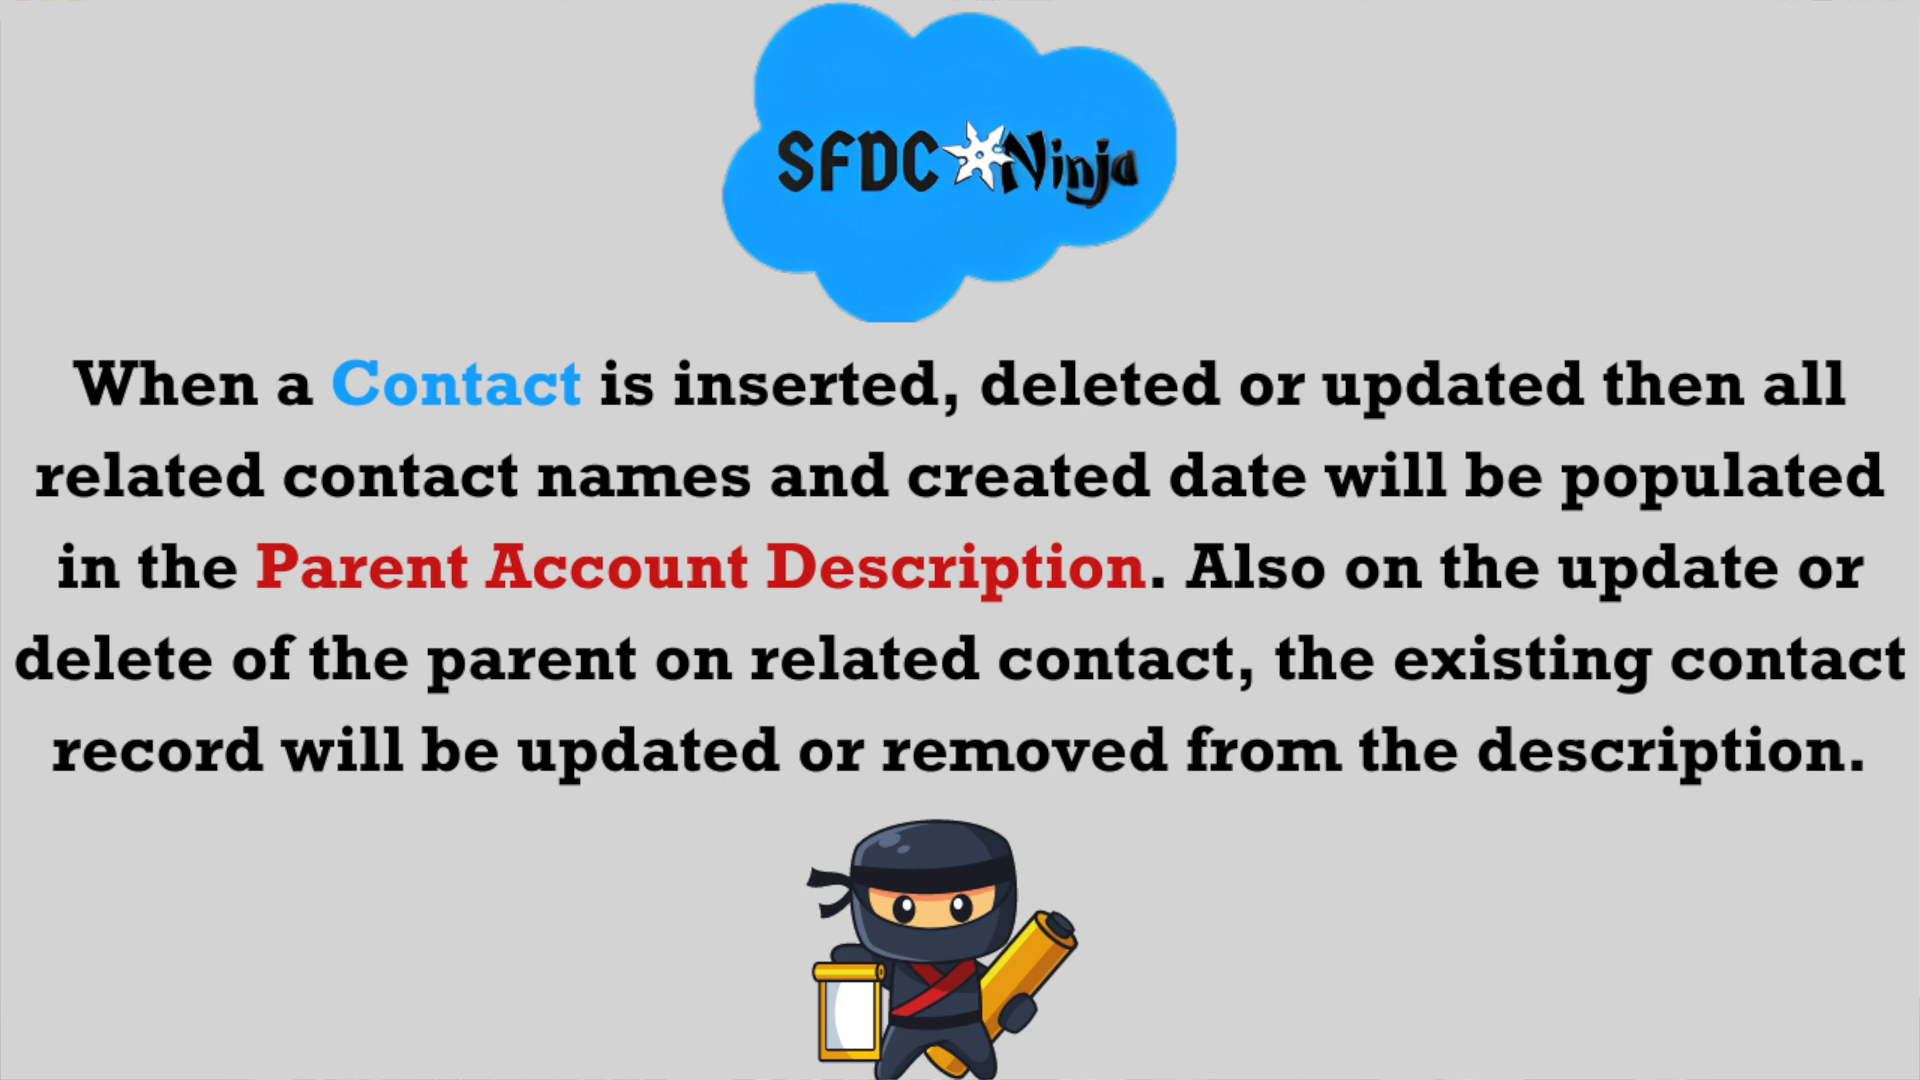 SFDC Ninja
When a Contact is inserted, deleted or updated then all
related contact names and created date will be populated
in the Parent Account Description. Also on the update or
delete of the parent on related contact, the existing contact
record will be updated or removed from the description.